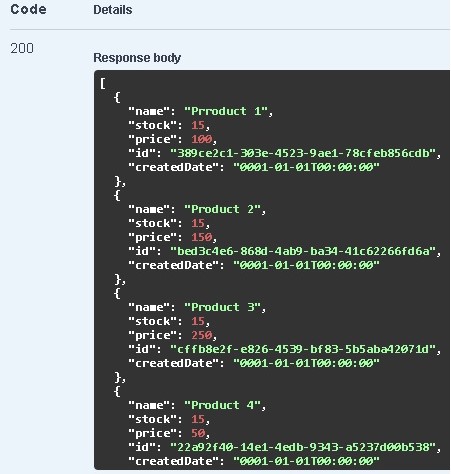 Code Details
200
Response body
[
  {
    "name": "Prroduct 1",
    "stock": 15,
    "price": 100,
    "id": "389ce2c1-303e-4523-9ae1-78cfeb856cdb",
    "createdDate": "0001-01-01T00:00:00"
  },
  {
    "name": "Product 2",
    "stock": 15,
    "price": 150,
    "id": "bed3c4e6-868d-4ab9-ba34-41c62266fd6a",
    "createdDate": "0001-01-01T00:00:00"
  },
  {
    "name": "Product 3",
    "stock": 15,
    "price": 250,
    "id": "cffb8e2f-e826-4539-bf83-5b5aba42071d",
    "createdDate": "0001-01-01T00:00:00"
  },
  {
    "name": "Product 4",
    "stock": 15,
    "price": 50,
    "id": "22a92f40-14e1-4edb-9343-a5237d00b538",
    "createdDate": "0001-01-01T00:00:00"